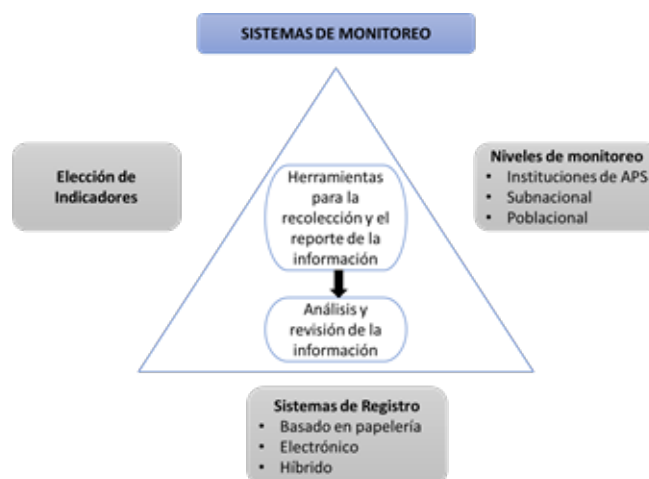 SISTEMAS DE MONITOREO
Elección de
Indicadores
Niveles de monitoreo
• Instituciones de APS
• Subnacional
• Poblacional
Herramientas
para la
recolección y el
reporte de la
información
Análisis y
revisión de la
información
Sistemas de Registro
• Basado en papelería
• Electrónico
• Híbrido